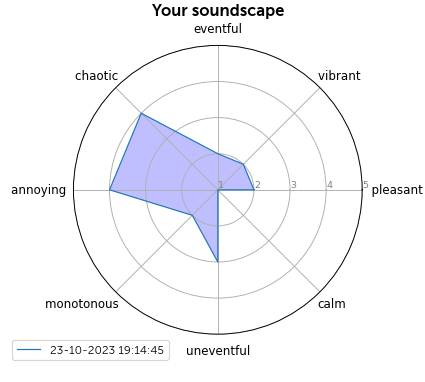 Your soundscape
eventful
chaotic
vibrant
annoying
1 2 3 4 5
pleasant
monotonous
calm
uneventful
23-10-2023 19:14:45